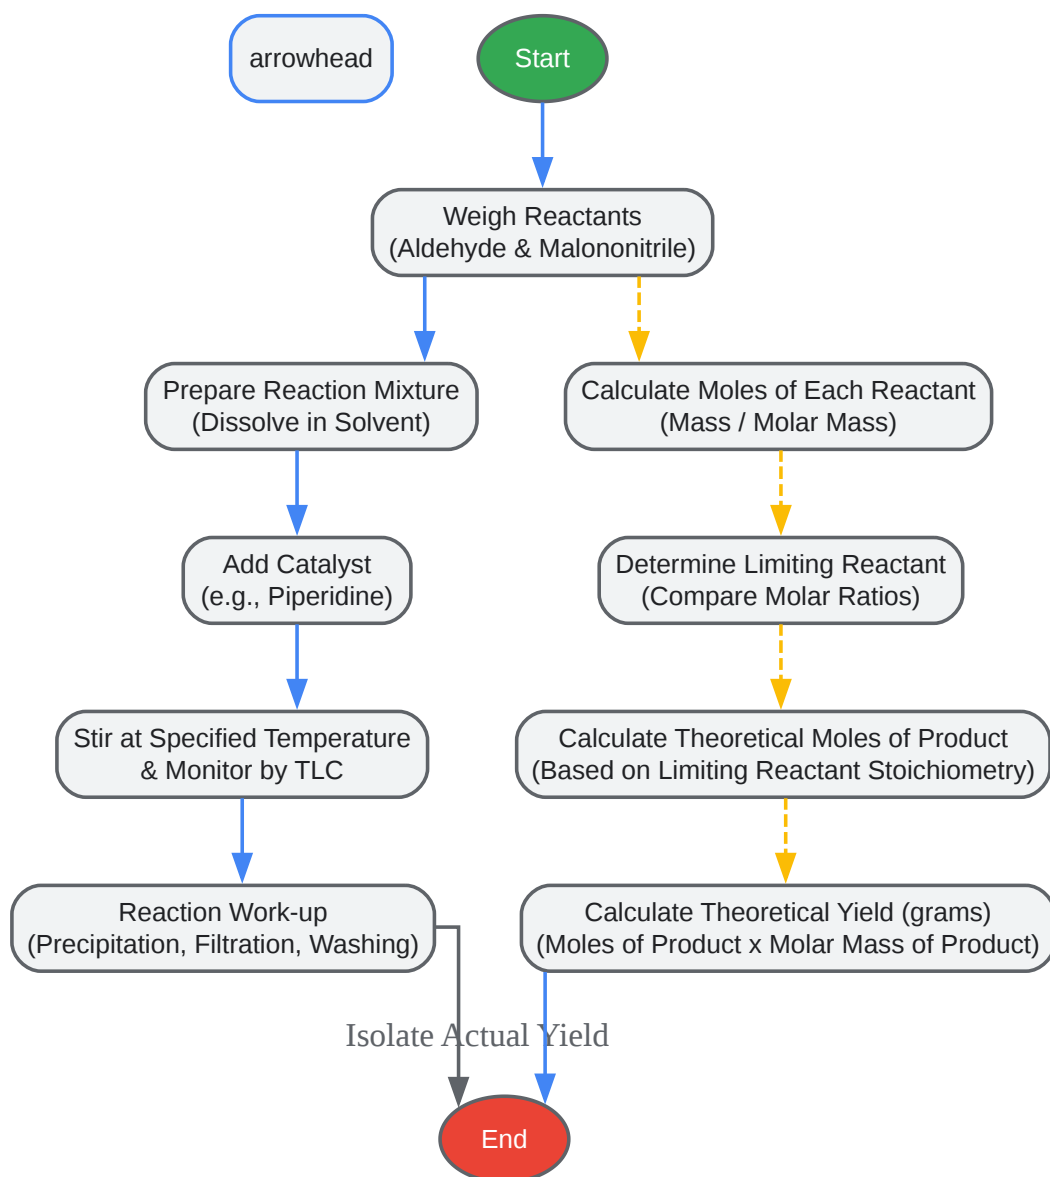 arrowhead
Start
Weigh Reactants
(Aldehyde & Malononitrile)
Prepare Reaction Mixture
(Dissolve in Solvent)
Calculate Moles of Each Reactant
(Mass / Molar Mass)
Add Catalyst
(e.g., Piperidine)
Determine Limiting Reactant
(Compare Molar Ratios)
Stir at Specified Temperature
& Monitor by TLC
Calculate Theoretical Moles of Product
(Based on Limiting Reactant Stoichiometry)
Reaction Work-up
(Precipitation, Filtration, Washing)
Calculate Theoretical Yield (grams)
(Moles of Product x Molar Mass of Product)
Isolate Actual Yield
End